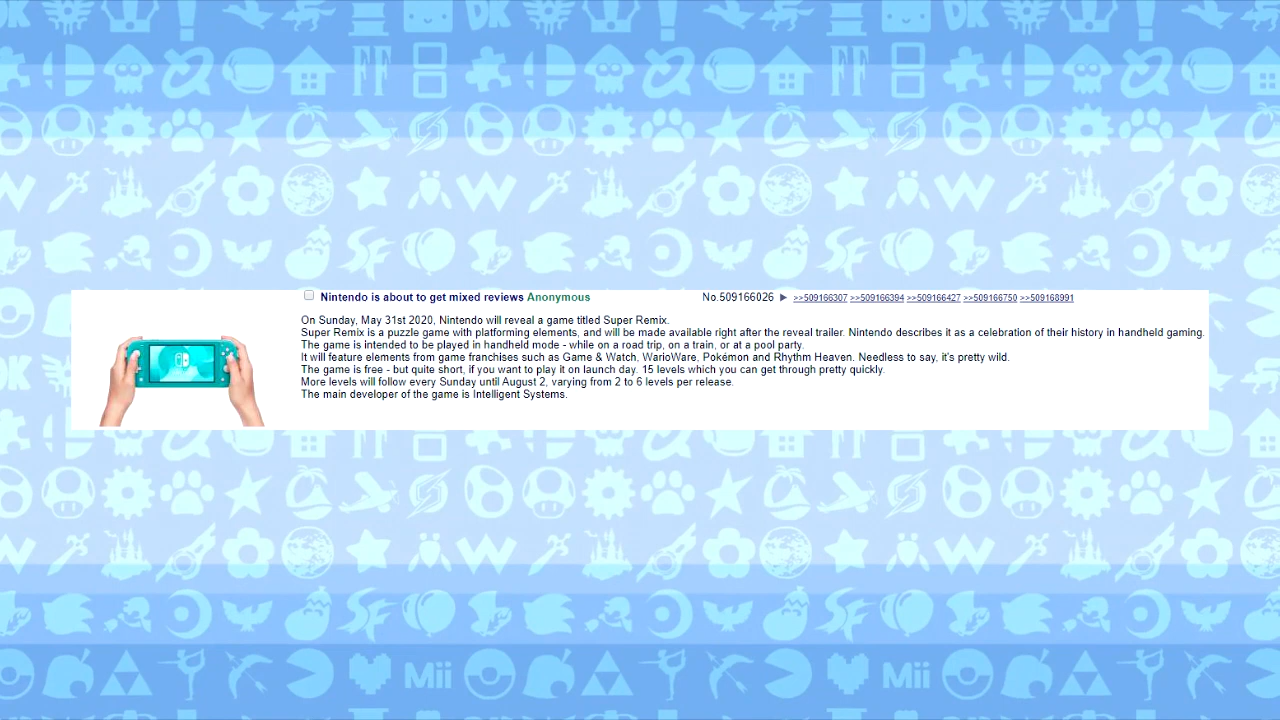 DK DK DK
FF FF
W W W
Nintendo is about to get mixed reviews Anonymous No.509166026 ▶ >>509166307 >>509166394 >>509166427 >>509166750 >>509168991
On Sunday, May 31st 2020, Nintendo will reveal a game titled Super Remix.
Super Remix is a puzzle game with platforming elements, and will be made available right after the reveal trailer. Nintendo describes it as a celebration of their history in handheld gaming.
The game is intended to be played in handheld mode - while on a road trip, on a train, or at a pool party.
It will feature elements from game franchises such as Game & Watch, WarioWare, Pokémon and Rhythm Heaven. Needless to say, it's pretty wild.
The game is free - but quite short, if you want to play it on launch day. 15 levels which you can get through pretty quickly.
More levels will follow every Sunday until August 2, varying from 2 to 6 levels per release.
The main developer of the game is Intelligent Systems.
W W W
Mii Mii